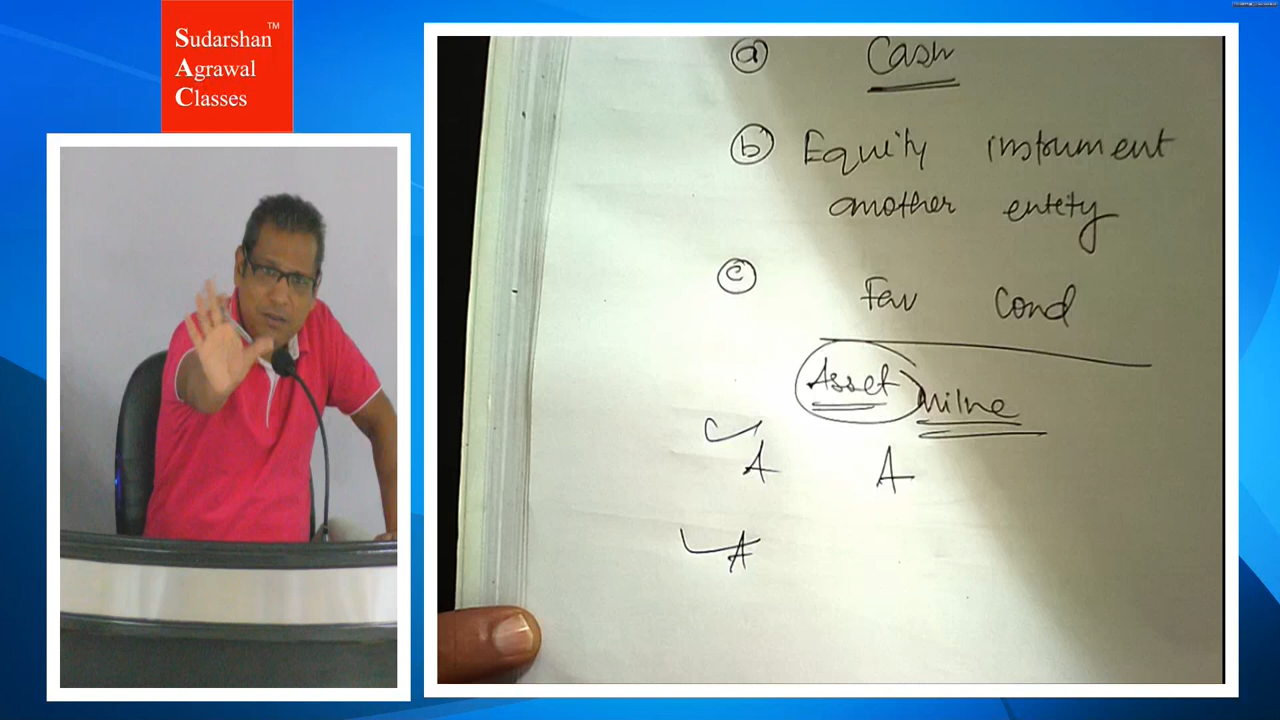 Sudarshan™
Agrawal
Classes
(a) Cash
(b) Equity instrument
another entety
(c) Fav Cond
Asset milne
A A
A